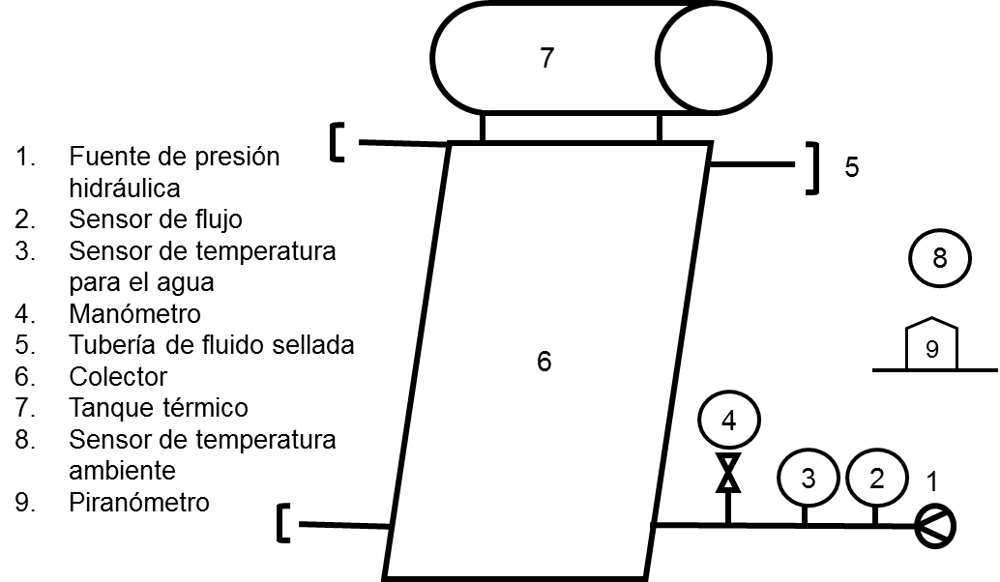 7
1. Fuente de presión
hidráulica
2. Sensor de flujo
3. Sensor de temperatura
para el agua
4. Manómetro
5. Tubería de fluido sellada
6. Colector
7. Tanque térmico
8. Sensor de temperatura
ambiente
9. Piranómetro
5
8
9
6
4
3
2
1